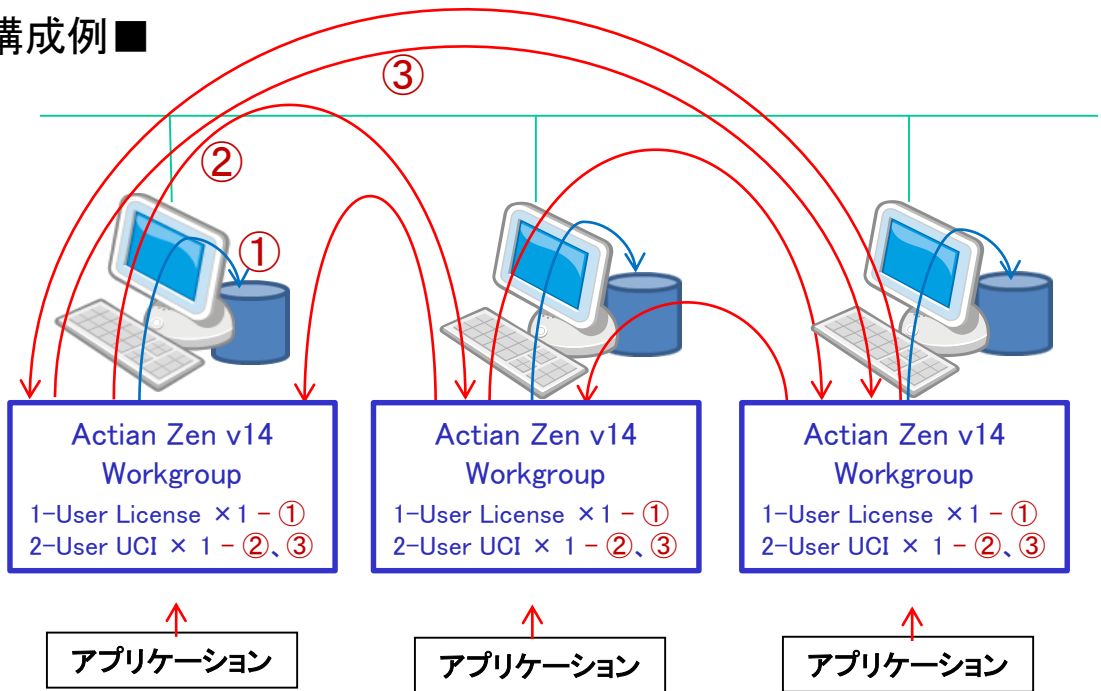 構成例■
③
②
①
Actian Zen v14
Workgroup
1-User License ×1 - ①
2-User UCI × 1 - ②、③
Actian Zen v14
Workgroup
1-User License ×1 - ①
2-User UCI × 1 - ②、③
Actian Zen v14
Workgroup
1-User License ×1 - ①
2-User UCI × 1 - ②、③
アプリケーション
アプリケーション
アプリケーション